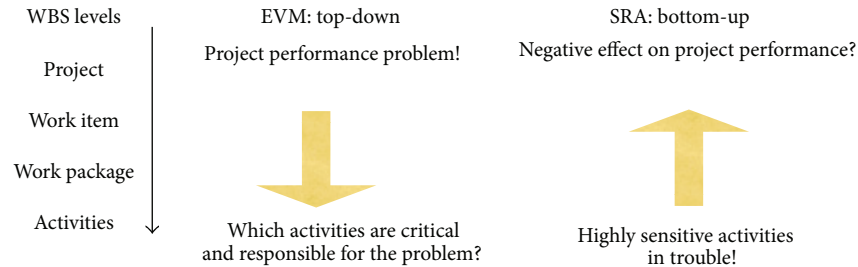 WBS levels
Project
Work item
Work package
Activities
EVM: top-down
Project performance problem!
Which activities are critical
and responsible for the problem?
SRA: bottom-up
Negative effect on project performance?
Highly sensitive activities
in trouble!